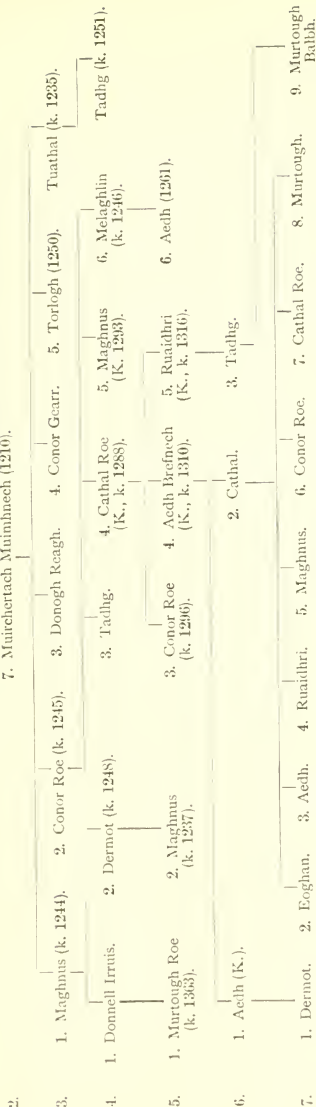 2. 7. Muirchertach Muimhnech (1210).
3. 1. Maghnus (k. 1244). 2. Conor Roe (k. 1245). 3. Donogh Reagh. 4. Conor Gearr. 5. Torlogh (1250). Tuathal (k. 1235).
4. 1. Donnell Irruis. 2. Dermot (k. 1248). 3. Tadhg. 4. Cathal Roe (K., k. 1288). 5. Maghnus (K. 1293). 6. Melaghlin (k. 1246). Tadhg (k. 1251).
5. 1. Murtough Roe (k. 1363). 2. Maghnus (k. 1237). 3. Conor Roe (k. 1296). 4. Aedh Brefnech (K., k. 1310). 5. Ruaidhri (K., k. 1316). 6. Aedh (1261).
6. 1. Aedh (K.). 2. Cathal. 3. Tadhg.
7. 1. Dermot. 2. Eoghan. 3. Aedh. 4. Ruaidhri. 5. Maghnus. 6. Conor Roe. 7. Cathal Roe. 8. Murtough. 9. Murtough Balbh.